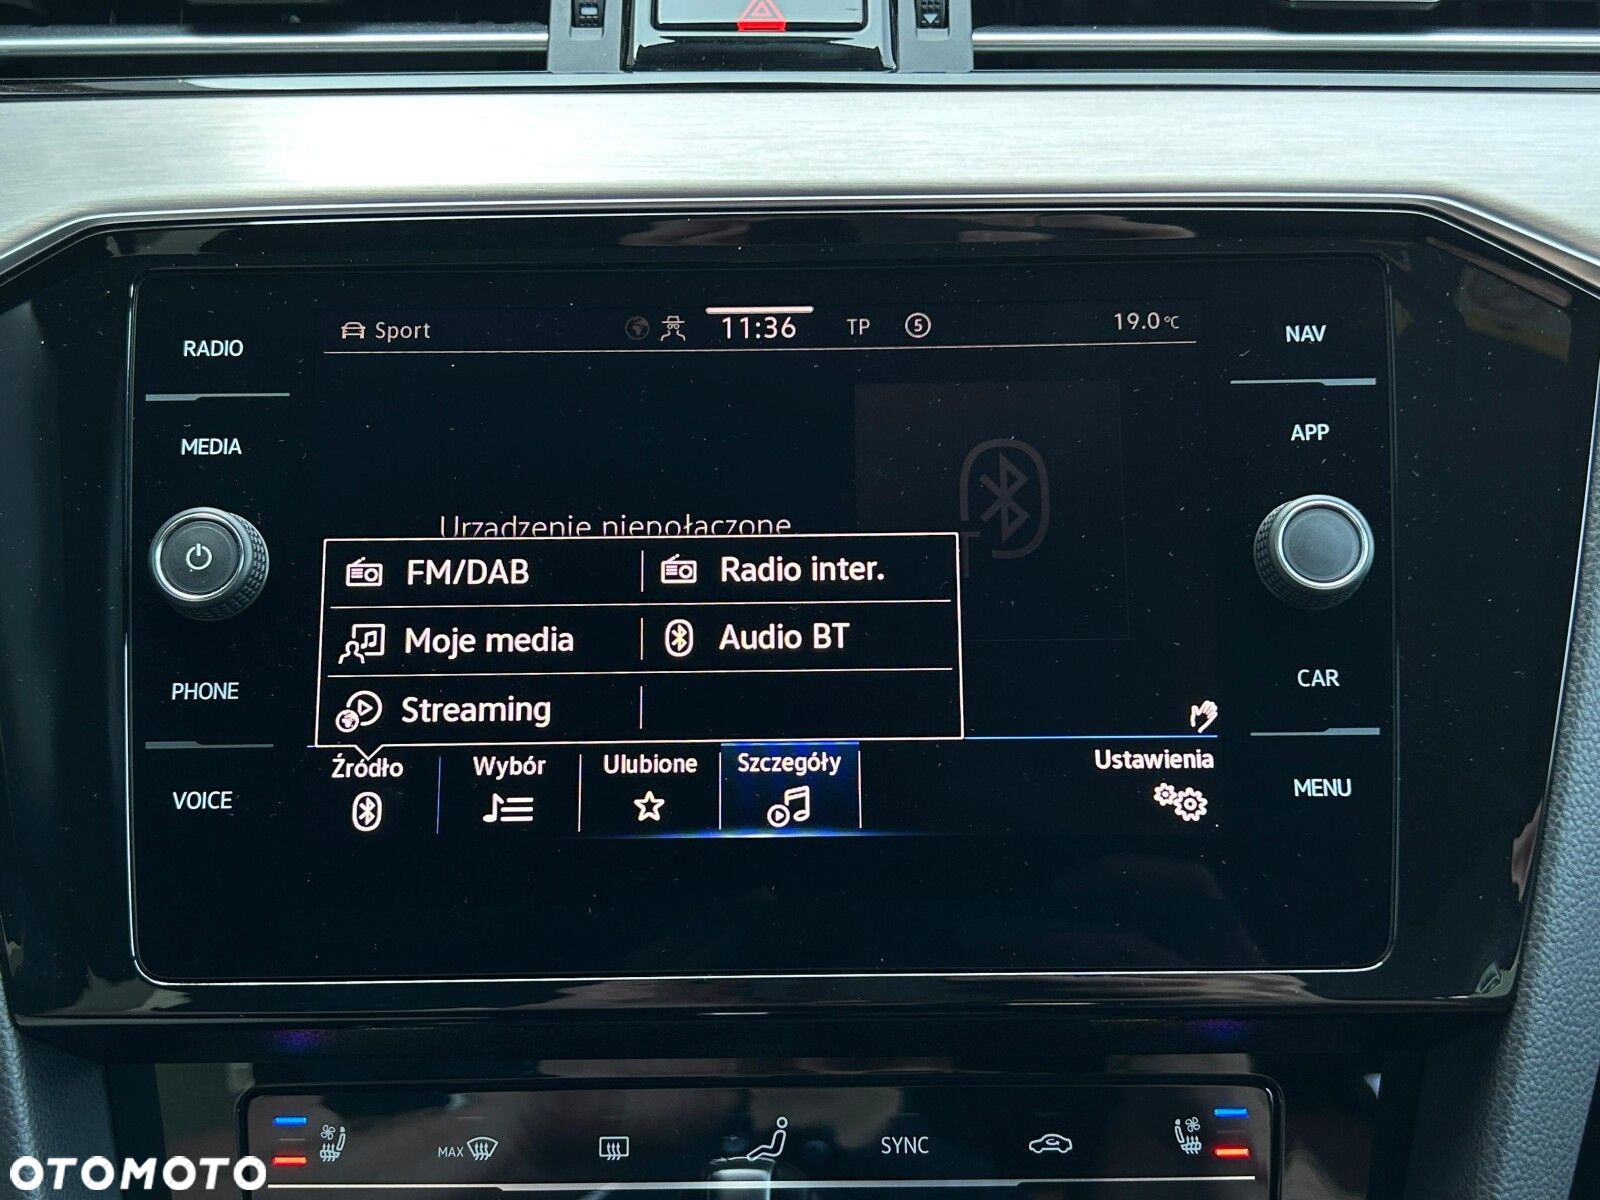 Sport 11:36 TP 5 19.0°C
RADIO
MEDIA
PHONE
VOICE
NAV
APP
CAR
MENU
Urządzenie niepołączone.
FM/DAB Radio inter.
Moje media Audio BT
Streaming
Źródło Wybór Ulubione Szczegóły Ustawienia
MAX SYNC
OTOMOTO